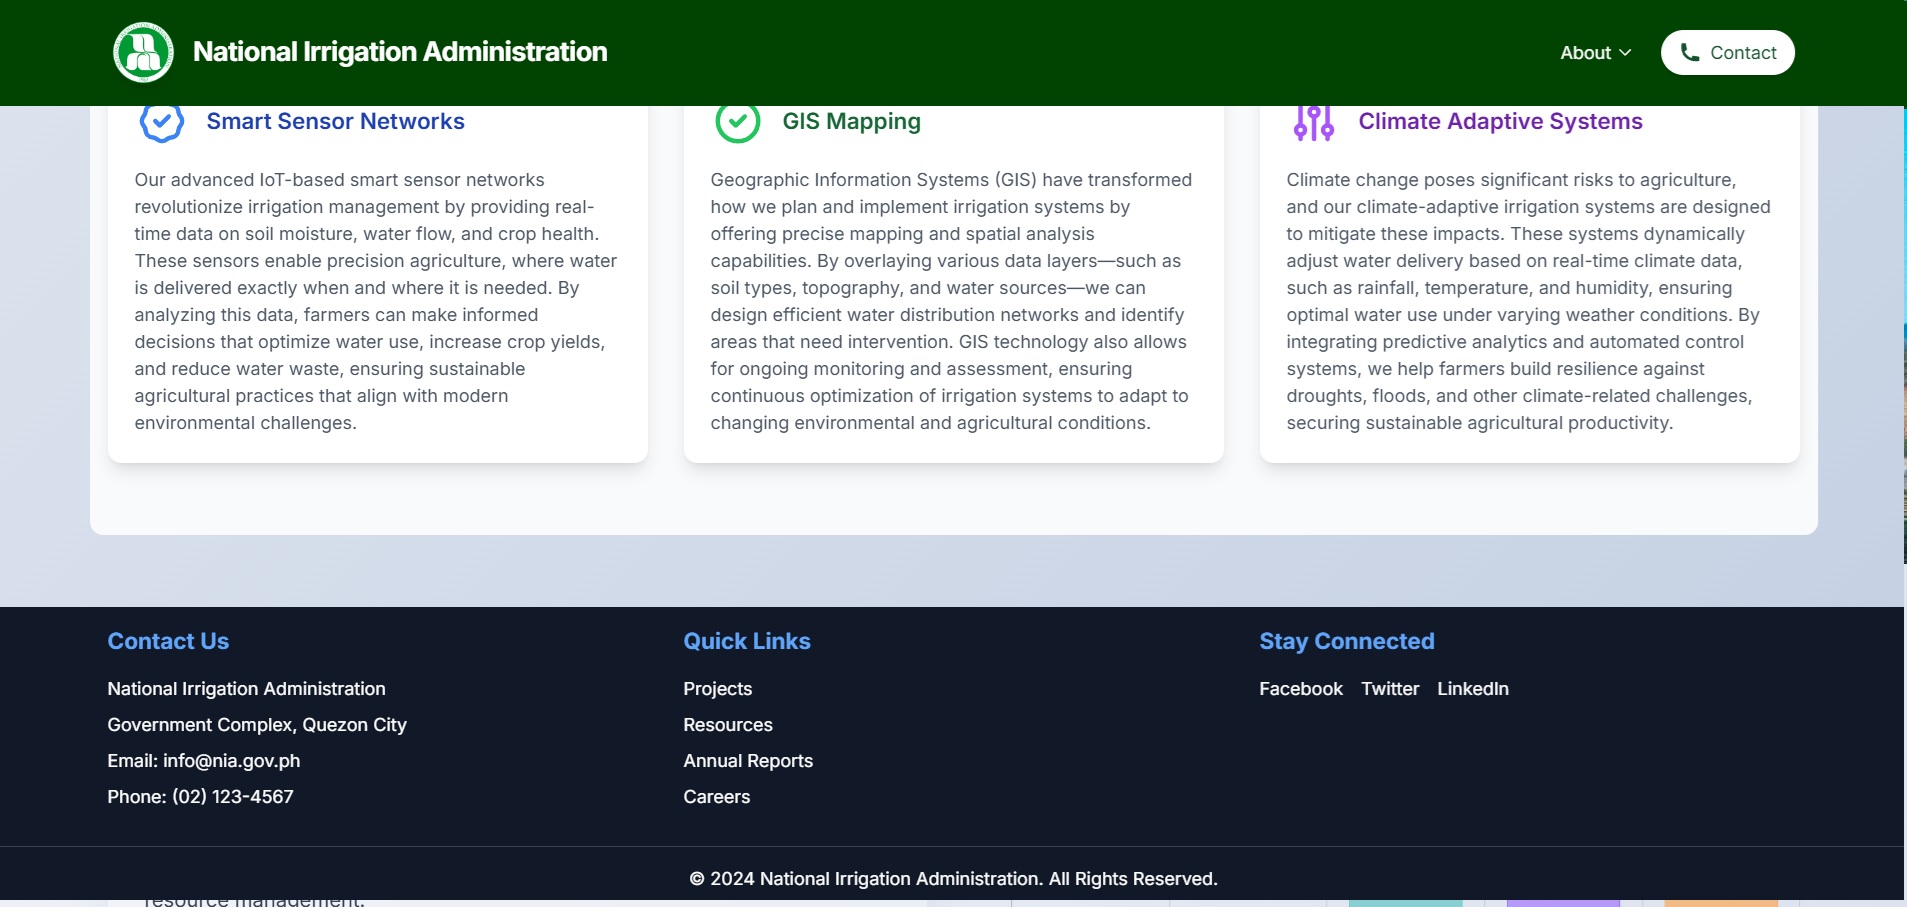 National Irrigation Administration
About
Contact
Smart Sensor Networks
Our advanced IoT-based smart sensor networks
revolutionize irrigation management by providing real-
time data on soil moisture, water flow, and crop health.
These sensors enable precision agriculture, where water
is delivered exactly when and where it is needed. By
analyzing this data, farmers can make informed
decisions that optimize water use, increase crop yields,
and reduce water waste, ensuring sustainable
agricultural practices that align with modern
environmental challenges.
GIS Mapping
Geographic Information Systems (GIS) have transformed
how we plan and implement irrigation systems by
offering precise mapping and spatial analysis
capabilities. By overlaying various data layers—such as
soil types, topography, and water sources—we can
design efficient water distribution networks and identify
areas that need intervention. GIS technology also allows
for ongoing monitoring and assessment, ensuring
continuous optimization of irrigation systems to adapt to
changing environmental and agricultural conditions.
Climate Adaptive Systems
Climate change poses significant risks to agriculture,
and our climate-adaptive irrigation systems are designed
to mitigate these impacts. These systems dynamically
adjust water delivery based on real-time climate data,
such as rainfall, temperature, and humidity, ensuring
optimal water use under varying weather conditions. By
integrating predictive analytics and automated control
systems, we help farmers build resilience against
droughts, floods, and other climate-related challenges,
securing sustainable agricultural productivity.
Contact Us
National Irrigation Administration
Government Complex, Quezon City
Email: info@nia.gov.ph
Phone: (02) 123-4567
Quick Links
Projects
Resources
Annual Reports
Careers
Stay Connected
Facebook Twitter LinkedIn
© 2024 National Irrigation Administration. All Rights Reserved.
resource management.